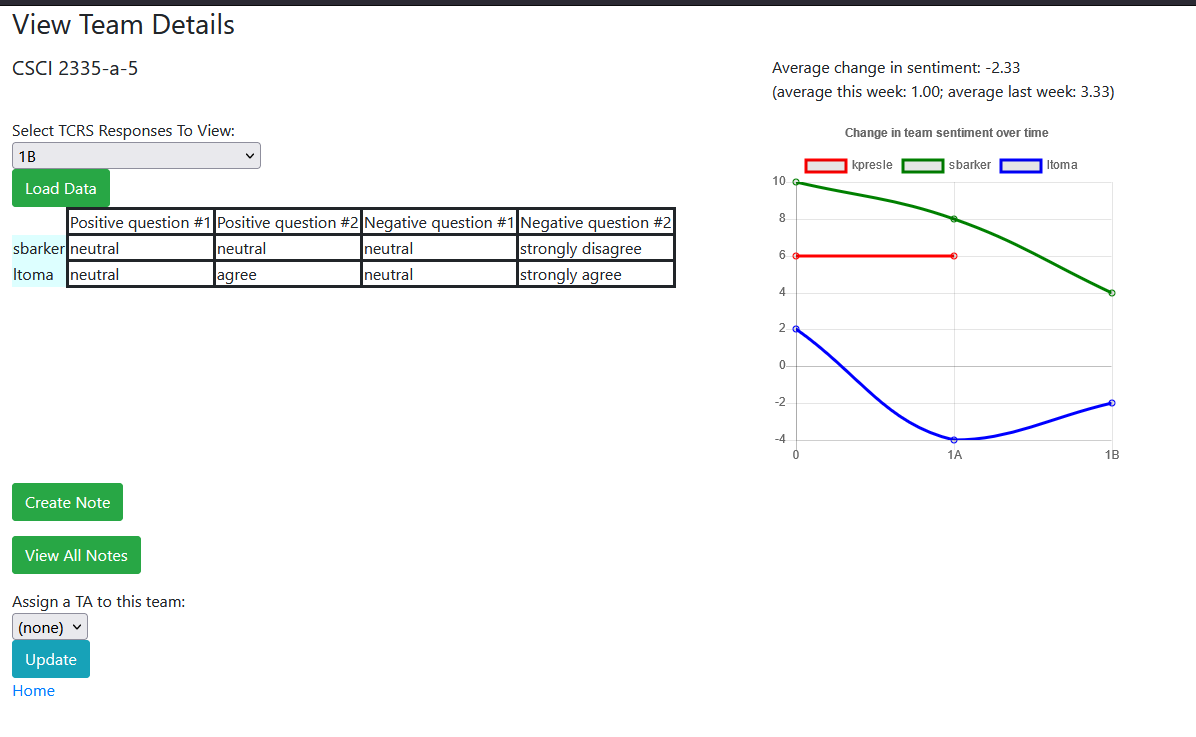 View Team Details
CSCI 2335-a-5
Average change in sentiment: -2.33
(average this week: 1.00; average last week: 3.33)
Select TCRS Responses To View:
1B
Load Data
Positive question #1 Positive question #2 Negative question #1 Negative question #2
sbarker neutral neutral neutral strongly disagree
ltoma neutral agree neutral strongly agree
Change in team sentiment over time
kpresle sbarker ltoma
10
8
6
4
2
0
-2
-4
0 1A 1B
Create Note
View All Notes
Assign a TA to this team:
(none)
Update
Home